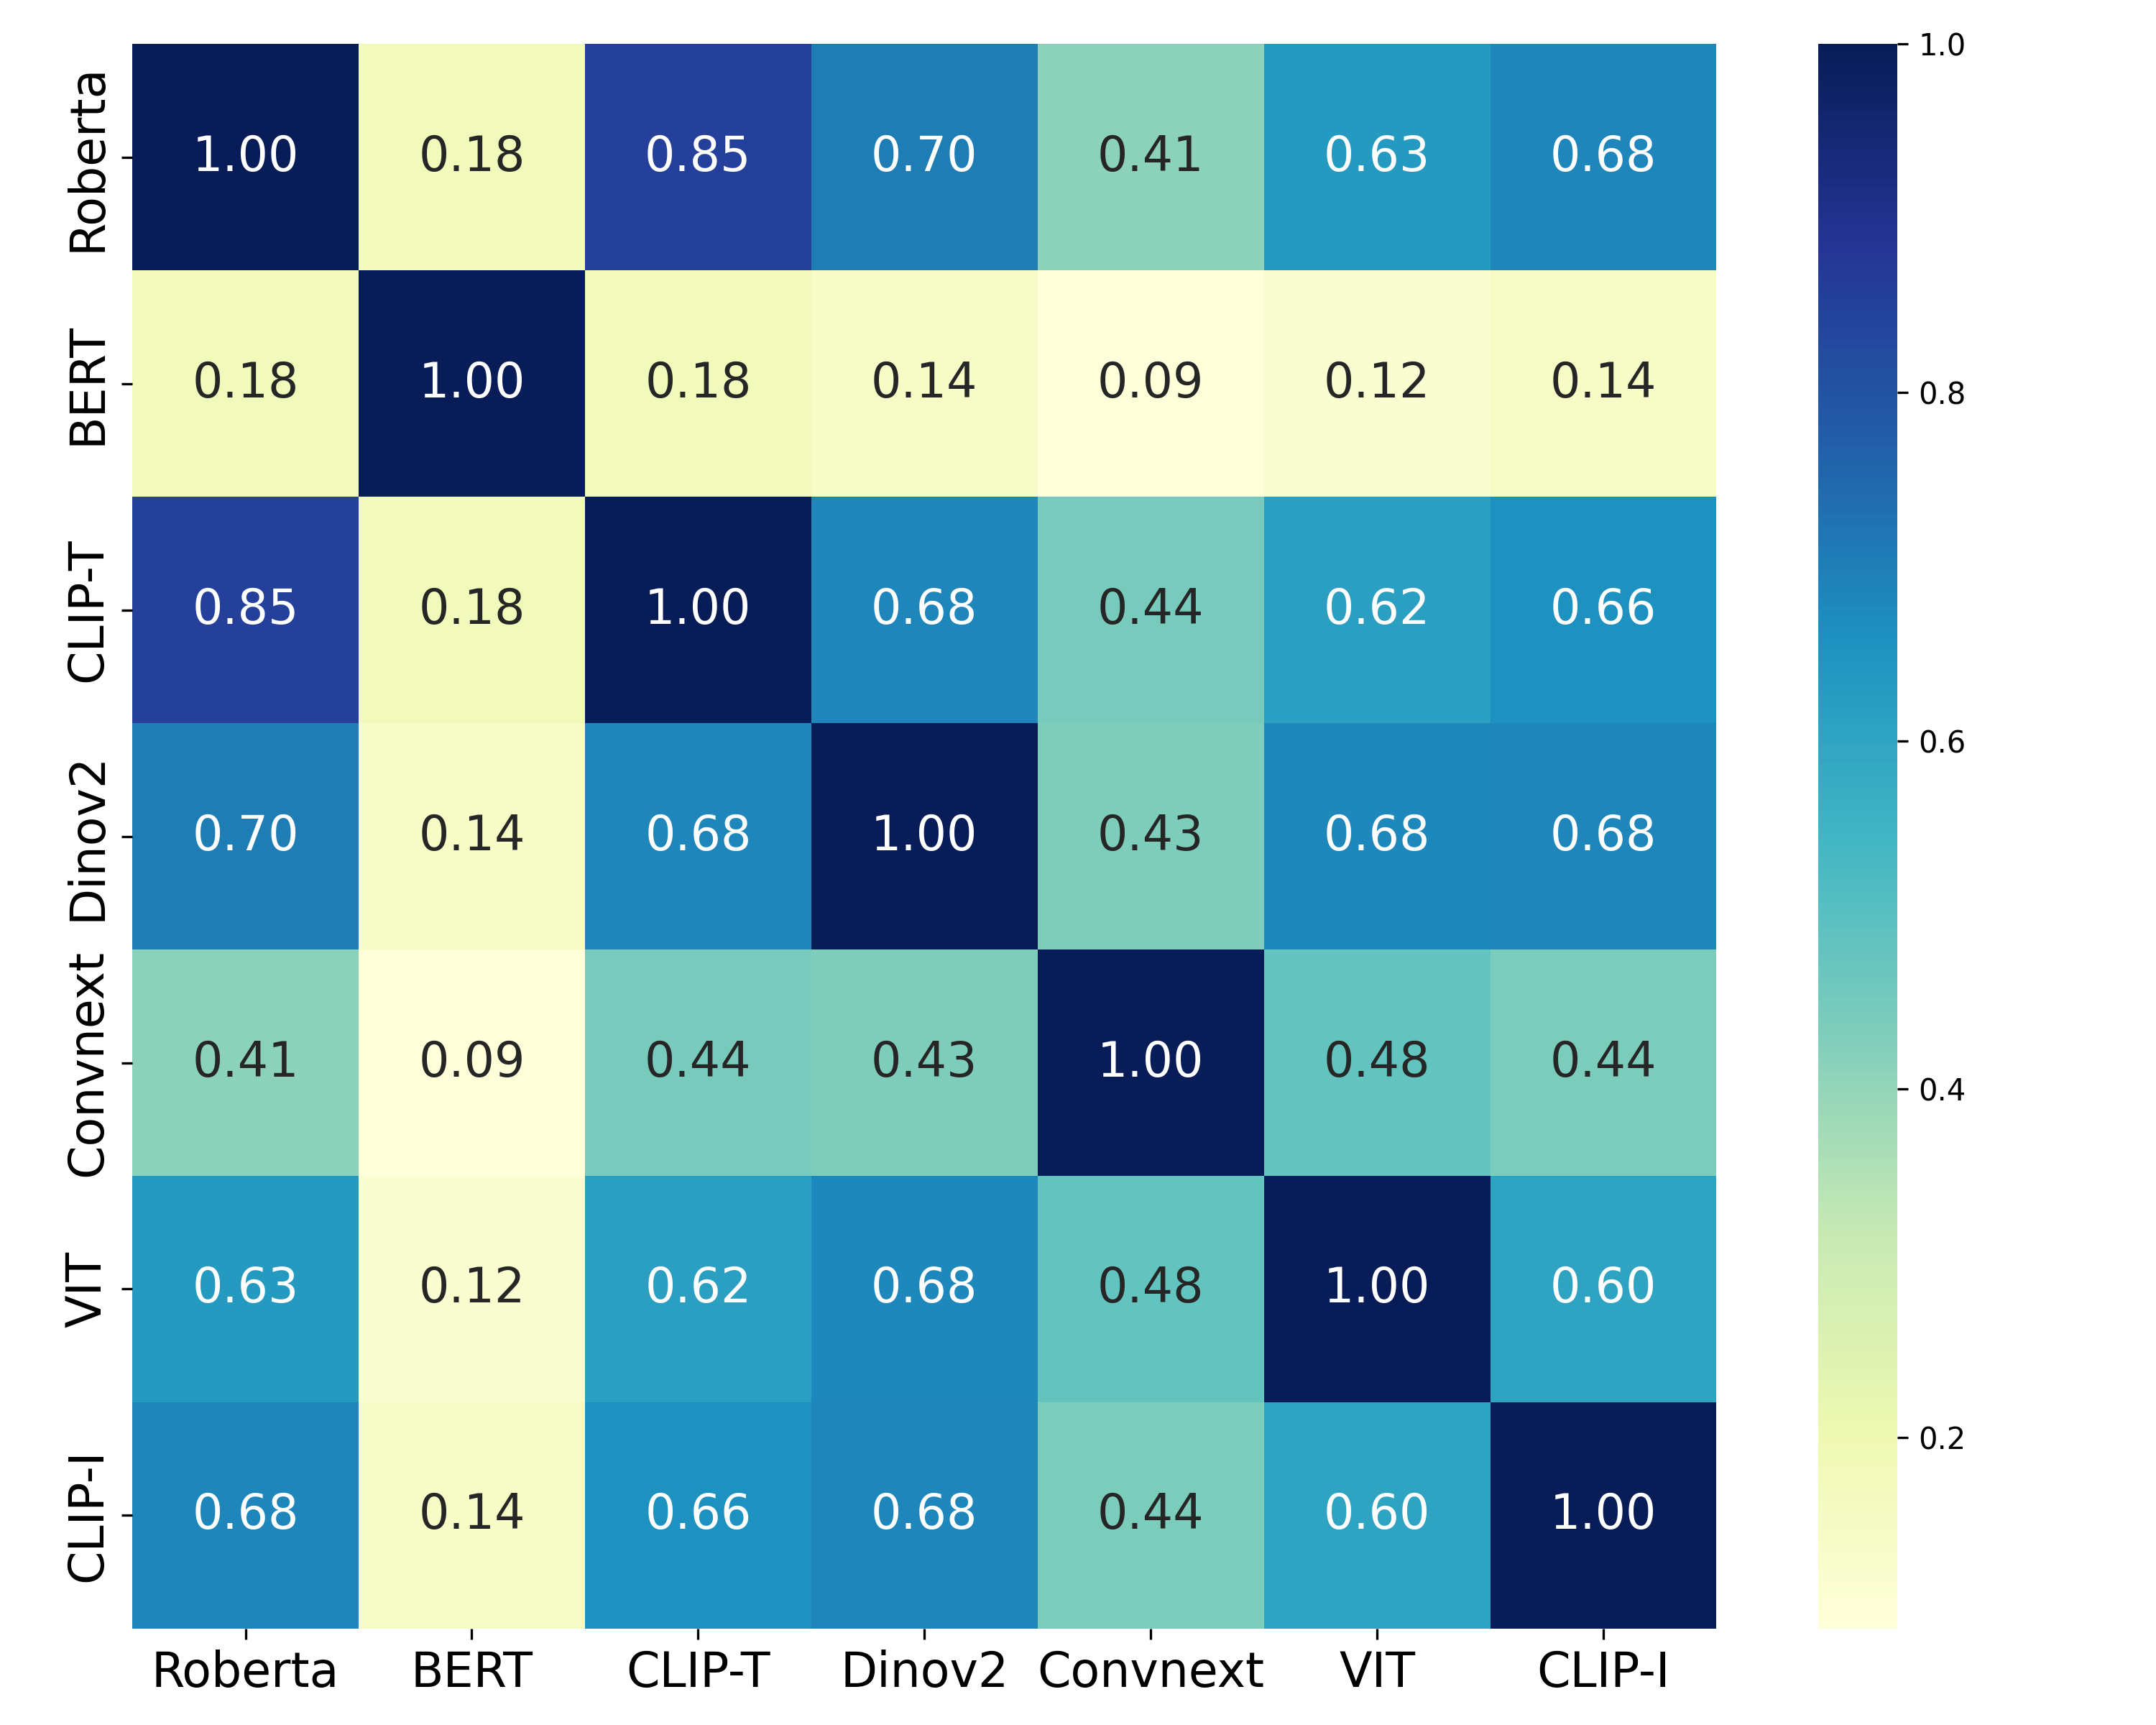 Roberta 1.00 0.18 0.85 0.70 0.41 0.63 0.68
BERT 0.18 1.00 0.18 0.14 0.09 0.12 0.14
CLIP-T 0.85 0.18 1.00 0.68 0.44 0.62 0.66
Dinov2 0.70 0.14 0.68 1.00 0.43 0.68 0.68
Convnext 0.41 0.09 0.44 0.43 1.00 0.48 0.44
VIT 0.63 0.12 0.62 0.68 0.48 1.00 0.60
CLIP-I 0.68 0.14 0.66 0.68 0.44 0.60 1.00
Roberta BERT CLIP-T Dinov2 Convnext VIT CLIP-I
1.0
0.8
0.6
0.4
0.2